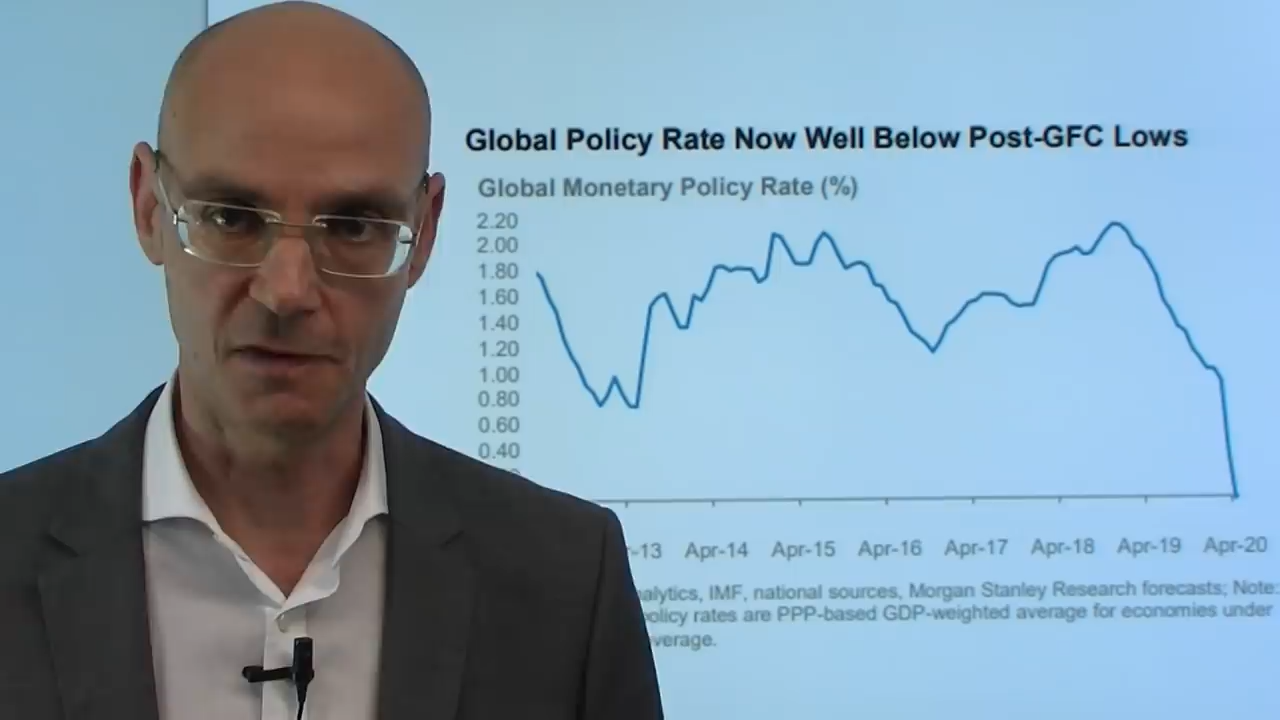 Global Policy Rate Now Well Below Post-GFC Lows
Global Monetary Policy Rate (%)
2.20
2.00
1.80
1.60
1.40
1.20
1.00
0.80
0.60
0.40
-13 Apr-14 Apr-15 Apr-16 Apr-17 Apr-18 Apr-19 Apr-20
alytics, IMF, national sources, Morgan Stanley Research forecasts; Note:
policy rates are PPP-based GDP-weighted average for economies under
verage.